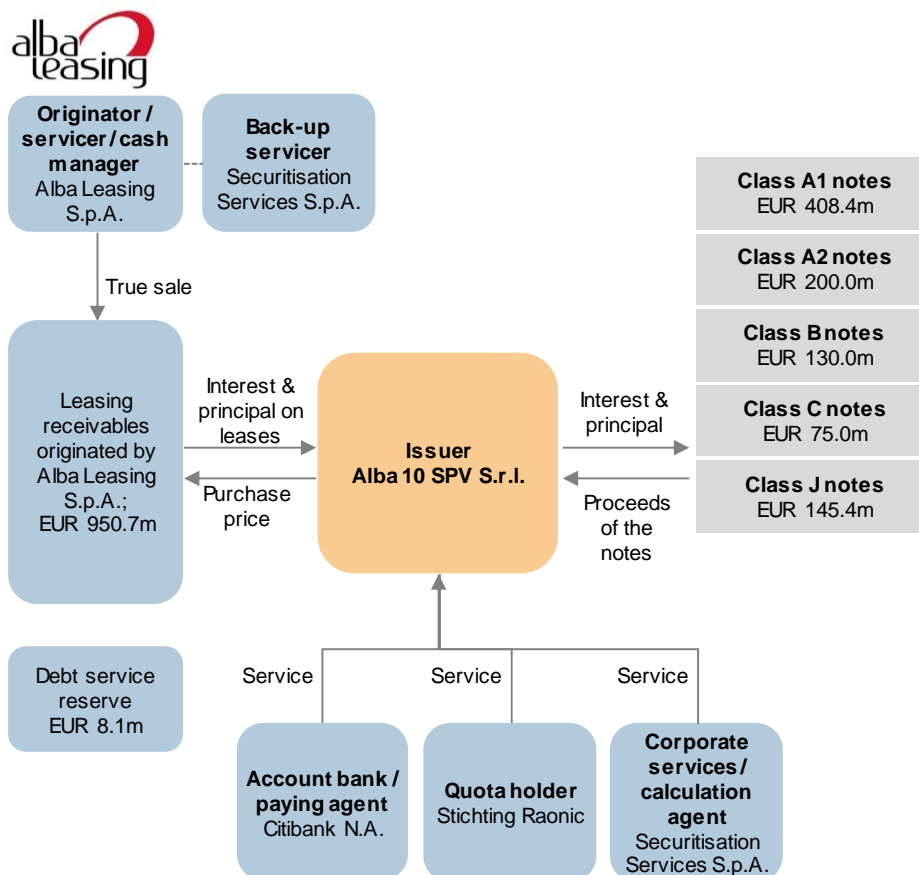 alba
leasing
Originator /
servicer / cash
manager
Alba Leasing
S.p.A.
Back-up
servicer
Securitisation
Services S.p.A.
True sale
Leasing
receivables
originated by
Alba Leasing
S.p.A.;
EUR 950.7m
Interest &
principal on
leases
Purchase
price
Issuer
Alba 10 SPV S.r.l.
Interest &
principal
Proceeds
of the
notes
Class A1 notes
EUR 408.4m
Class A2 notes
EUR 200.0m
Class B notes
EUR 130.0m
Class C notes
EUR 75.0m
Class J notes
EUR 145.4m
Debt service
reserve
EUR 8.1m
Service
Service
Service
Account bank /
paying agent
Citibank N.A.
Quota holder
Stichting Raonic
Corporate
services /
calculation
agent
Securitisation
Services S.p.A.